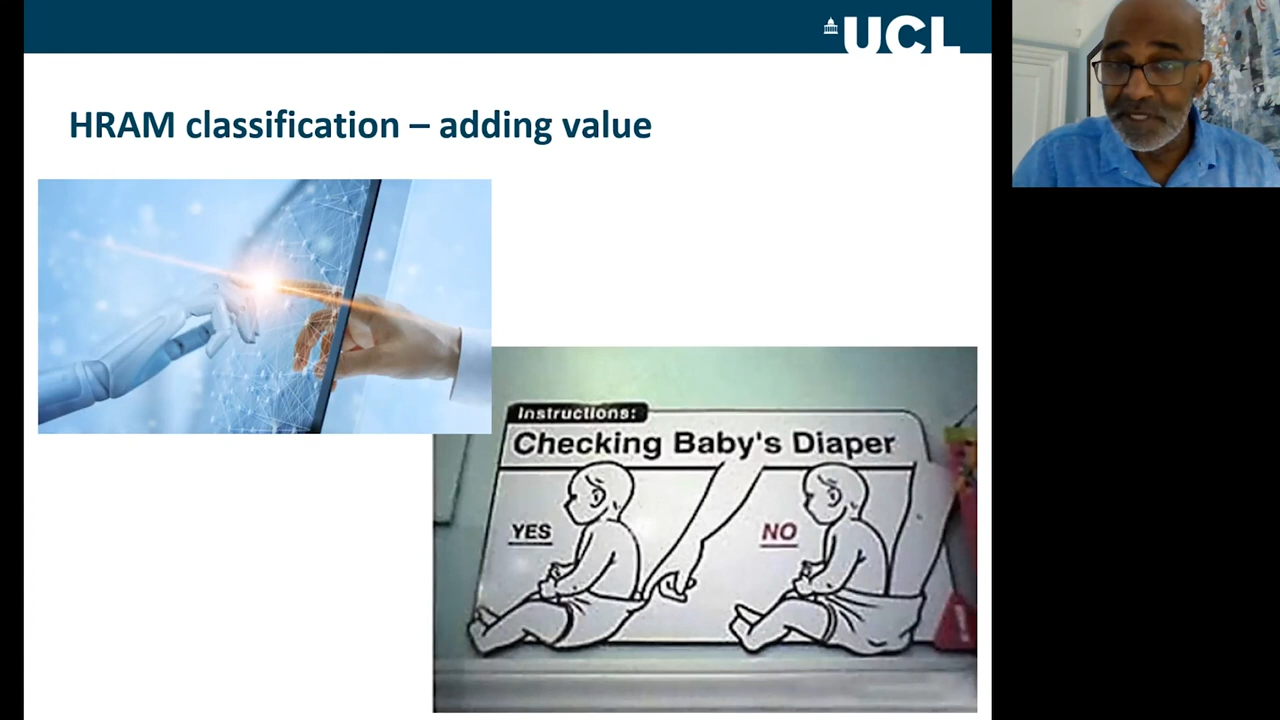 UCL
HRAM classification – adding value
Instructions:
Checking Baby's Diaper
YES
NO